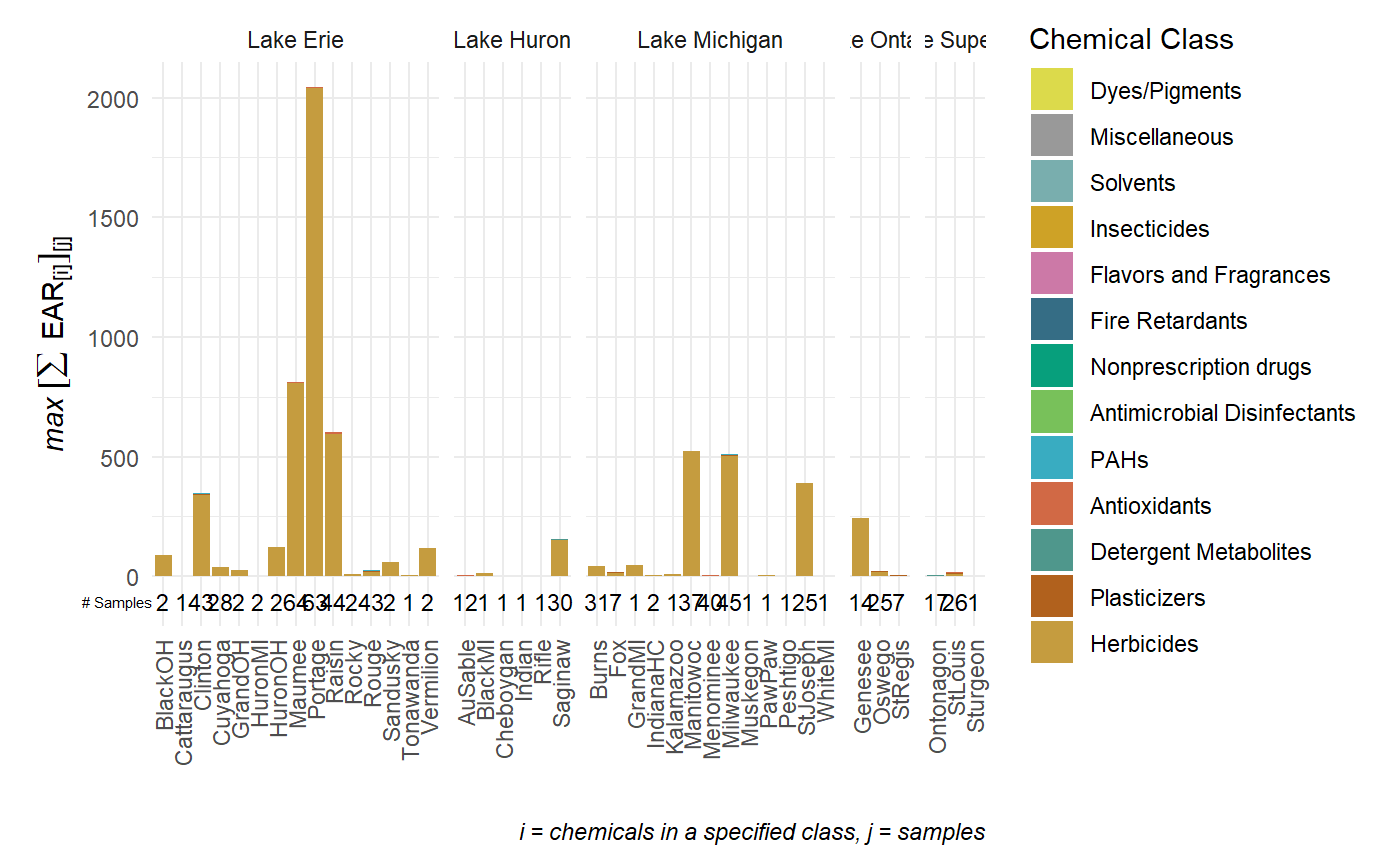 Lake Erie
Lake Huron
Lake Michigan
e Onta
e Supe
Chemical Class
Dyes/Pigments
Miscellaneous
Solvents
Insecticides
Flavors and Fragrances
Fire Retardants
Nonprescription drugs
Antimicrobial Disinfectants
PAHs
Antioxidants
Detergent Metabolites
Plasticizers
Herbicides
max [∑ EAR[i]][j]
2000
1500
1000
500
0
# Samples
BlackOH
Cattaraugus
Clinton
Cuyahoga
GrandOH
HuronMI
HuronOH
Maumee
Portage
Raisin
Rocky
Rouge
Sandusky
Tonawanda
Vermilion
AuSable
BlackMI
Cheboygan
Indian
Rifle
Saginaw
Burns
Fox
GrandMI
IndianaHC
Kalamazoo
Manitowoc
Menominee
Milwaukee
Muskegon
PawPaw
Peshtigo
StJoseph
WhiteMI
Genesee
Oswego
StRegis
Ontonagon
StLouis
Sturgeon
i = chemicals in a specified class, j = samples